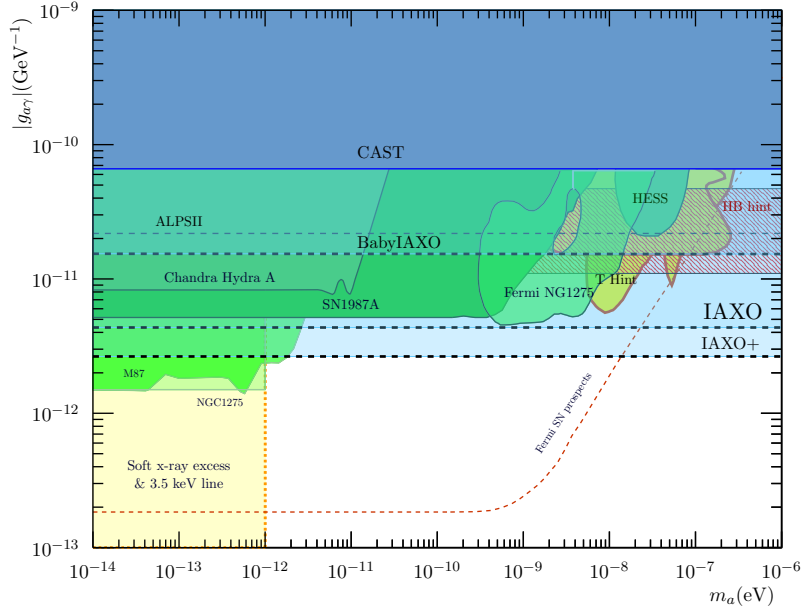 10⁻⁹
|g_{aγ}|(GeV⁻¹)
10⁻¹⁰
CAST
HESS
HB hint
ALPSII
BabyIAXO
Chandra Hydra A
T Hint
Fermi NG1275
10⁻¹¹
SN1987A
IAXO
IAXO+
M87
NGC1275
10⁻¹²
Fermi SN prospects
Soft x-ray excess
& 3.5 keV line
10⁻¹³
10⁻¹⁴ 10⁻¹³ 10⁻¹² 10⁻¹¹ 10⁻¹⁰ 10⁻⁹ 10⁻⁸ 10⁻⁷ 10⁻⁶
m_a(eV)